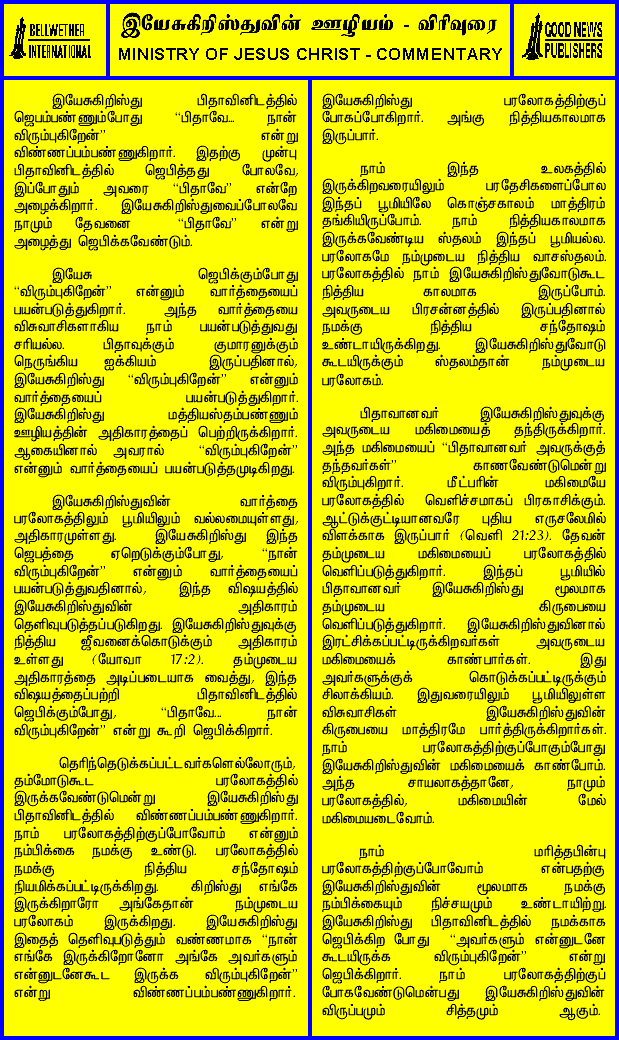 BELLWETHER
INTERNATIONAL
இயேசுகிறிஸ்துவின் ஊழியம் - விரிவுரை
MINISTRY OF JESUS CHRIST - COMMENTARY
GOOD NEWS
PUBLISHERS
இயேசுகிறிஸ்து பிதாவினிடத்தில்
ஜெபம்பண்ணும்போது “பிதாவே... நான்
விரும்புகிறேன்” என்று
விண்ணப்பம்பண்ணுகிறார். இதற்கு முன்பு
பிதாவினிடத்தில் ஜெபித்தது போலவே,
இப்போதும் அவரை “பிதாவே” என்றே
அழைக்கிறார். இயேசுகிறிஸ்துவைப்போலவே
நாமும் தேவனை “பிதாவே” என்று
அழைத்து ஜெபிக்கவேண்டும்.
இயேசு ஜெபிக்கும்போது
“விரும்புகிறேன்” என்னும் வார்த்தையைப்
பயன்படுத்துகிறார். அந்த வார்த்தையை
விசுவாசிகளாகிய நாம் பயன்படுத்துவது
சரியல்ல. பிதாவுக்கும் குமாரனுக்கும்
நெருங்கிய ஐக்கியம் இருப்பதினால்,
இயேசுகிறிஸ்து “விரும்புகிறேன்” என்னும்
வார்த்தையைப் பயன்படுத்துகிறார்.
இயேசுகிறிஸ்து மத்தியஸ்தம்பண்ணும்
ஊழியத்தின் அதிகாரத்தைப் பெற்றிருக்கிறார்.
ஆகையினால் அவரால் “விரும்புகிறேன்”
என்னும் வார்த்தையைப் பயன்படுத்தமுடிகிறது.
இயேசுகிறிஸ்துவின் வார்த்தை
பரலோகத்திலும் பூமியிலும் வல்லமையுள்ளது,
அதிகாரமுள்ளது. இயேசுகிறிஸ்து இந்த
ஜெபத்தை ஏறெடுக்கும்போது, “நான்
விரும்புகிறேன்” என்னும் வார்த்தையைப்
பயன்படுத்துவதினால், இந்த விஷயத்தில்
இயேசுகிறிஸ்துவின் அதிகாரம்
தெளிவுபடுத்தப்படுகிறது. இயேசுகிறிஸ்துவுக்கு
நித்திய ஜீவனைக்கொடுக்கும் அதிகாரம்
உள்ளது (யோவா 17:2). தம்முடைய
அதிகாரத்தை அடிப்படையாக வைத்து, இந்த
விஷயத்தைப்பற்றி பிதாவினிடத்தில்
ஜெபிக்கும்போது, “பிதாவே... நான்
விரும்புகிறேன்” என்று கூறி ஜெபிக்கிறார்.
தெரிந்தெடுக்கப்பட்டவர்களெல்லோரும்,
தம்மோடுகூட பரலோகத்தில்
இருக்கவேண்டுமென்று இயேசுகிறிஸ்து
பிதாவினிடத்தில் விண்ணப்பம்பண்ணுகிறார்.
நாம் பரலோகத்திற்குப்போவோம் என்னும்
நம்பிக்கை நமக்கு உண்டு. பரலோகத்தில்
நமக்கு நித்திய சந்தோஷம்
நியமிக்கப்பட்டிருக்கிறது. கிறிஸ்து எங்கே
இருக்கிறாரோ அங்கேதான் நம்முடைய
பரலோகம் இருக்கிறது. இயேசுகிறிஸ்து
இதைத் தெளிவுபடுத்தும் வண்ணமாக “நான்
எங்கே இருக்கிறேனோ அங்கே அவர்களும்
என்னுடனேகூட இருக்க விரும்புகிறேன்”
என்று விண்ணப்பம்பண்ணுகிறார்.
இயேசுகிறிஸ்து பரலோகத்திற்குப்
போகப்போகிறார். அங்கு நித்தியகாலமாக
இருப்பார்.
நாம் இந்த உலகத்தில்
இருக்கிறவரையிலும் பரதேசிகளைப்போல
இந்தப் பூமியிலே கொஞ்சகாலம் மாத்திரம்
தங்கியிருப்போம். நாம் நித்தியகாலமாக
இருக்கவேண்டிய ஸ்தலம் இந்தப் பூமியல்ல.
பரலோகமே நம்முடைய நித்திய வாசஸ்தலம்.
பரலோகத்தில் நாம் இயேசுகிறிஸ்துவோடுகூட
நித்திய காலமாக இருப்போம்.
அவருடைய பிரசன்னத்தில் இருப்பதினால்
நமக்கு நித்திய சந்தோஷம்
உண்டாயிருக்கிறது. இயேசுகிறிஸ்துவோடு
கூடயிருக்கும் ஸ்தலம்தான் நம்முடைய
பரலோகம்.
பிதாவானவர் இயேசுகிறிஸ்துவுக்கு
அவருடைய மகிமையைத் தந்திருக்கிறார்.
அந்த மகிமையைப் “பிதாவானவர் அவருக்குத்
தந்தவர்கள்” காணவேண்டுமென்று
விரும்புகிறார். மீட்பரின் மகிமையே
பரலோகத்தில் வெளிச்சமாகப் பிரகாசிக்கும்.
ஆட்டுக்குட்டியானவரே புதிய எருசலேமில்
விளக்காக இருப்பார் (வெளி 21:23). தேவன்
தம்முடைய மகிமையைப் பரலோகத்தில்
வெளிப்படுத்துகிறார். இந்தப் பூமியில்
பிதாவானவர் இயேசுகிறிஸ்து மூலமாக
தம்முடைய கிருபையை
வெளிப்படுத்துகிறார். இயேசுகிறிஸ்துவினால்
இரட்சிக்கப்பட்டிருக்கிறவர்கள் அவருடைய
மகிமையைக் காண்பார்கள். இது
அவர்களுக்குக் கொடுக்கப்பட்டிருக்கும்
சிலாக்கியம். இதுவரையிலும் பூமியிலுள்ள
விசுவாசிகள் இயேசுகிறிஸ்துவின்
கிருபையை மாத்திரமே பார்த்திருக்கிறார்கள்.
நாம் பரலோகத்திற்குப்போகும்போது
இயேசுகிறிஸ்துவின் மகிமையைக் காண்போம்.
அந்த சாயலாகத்தானே, நாமும்
பரலோகத்தில், மகிமையின் மேல்
மகிமையடைவோம்.
நாம் மரித்தபின்பு
பரலோகத்திற்குப்போவோம் என்பதற்கு
இயேசுகிறிஸ்துவின் மூலமாக நமக்கு
நம்பிக்கையும் நிச்சயமும் உண்டாயிற்று.
இயேசுகிறிஸ்து பிதாவினிடத்தில் நமக்காக
ஜெபிக்கிற போது “அவர்களும் என்னுடனே
கூடயிருக்க விரும்புகிறேன்” என்று
ஜெபிக்கிறார். நாம் பரலோகத்திற்குப்
போகவேண்டுமென்பது இயேசுகிறிஸ்துவின்
விருப்பமும் சித்தமும் ஆகும்.